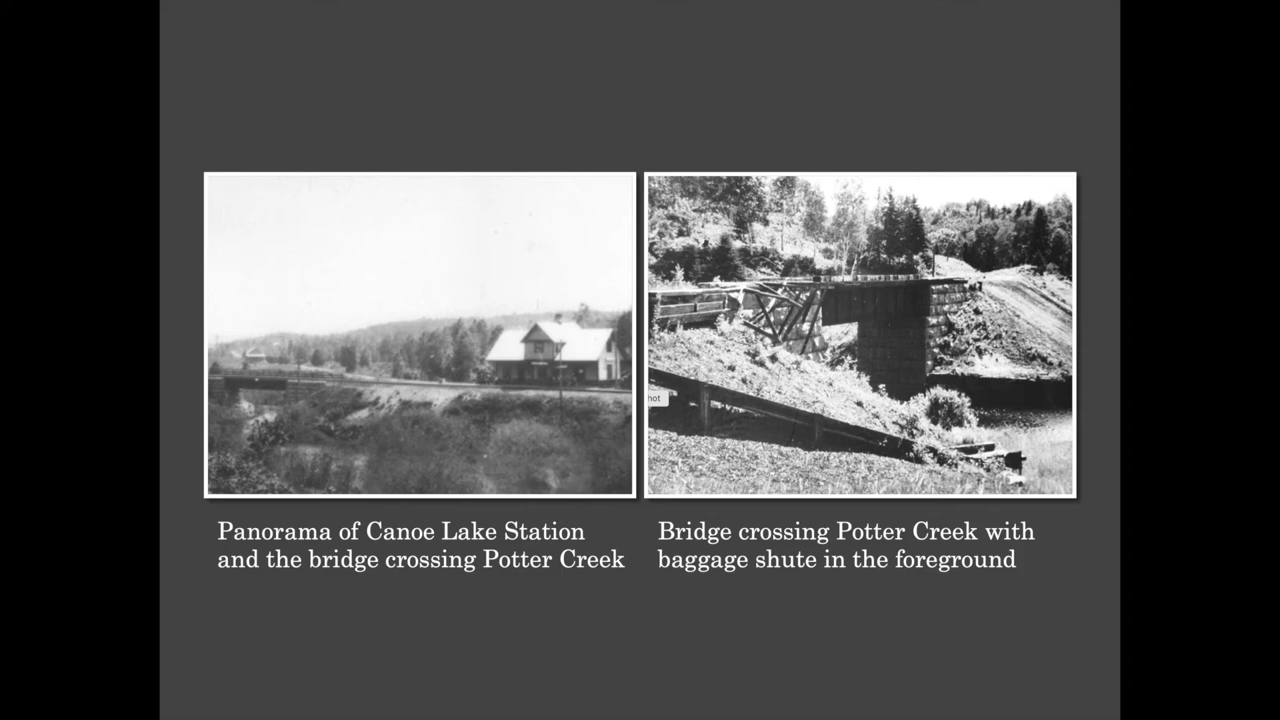 hot
Panorama of Canoe Lake Station
and the bridge crossing Potter Creek
Bridge crossing Potter Creek with
baggage shute in the foreground